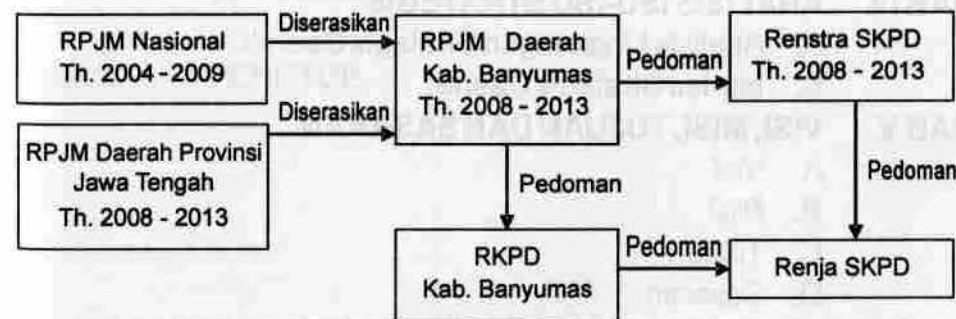 RPJM Nasional
Th. 2004-2009
Diserasikan
RPJM Daerah
Kab. Banyumas
Th. 2008 - 2013
Pedoman
Renstra SKPD
Th. 2008 - 2013
Diserasikan
RPJM Daerah Provinsi
Jawa Tengah
Th. 2008 - 2013
Pedoman
Pedoman
RKPD
Kab. Banyumas
Pedoman
Renja SKPD